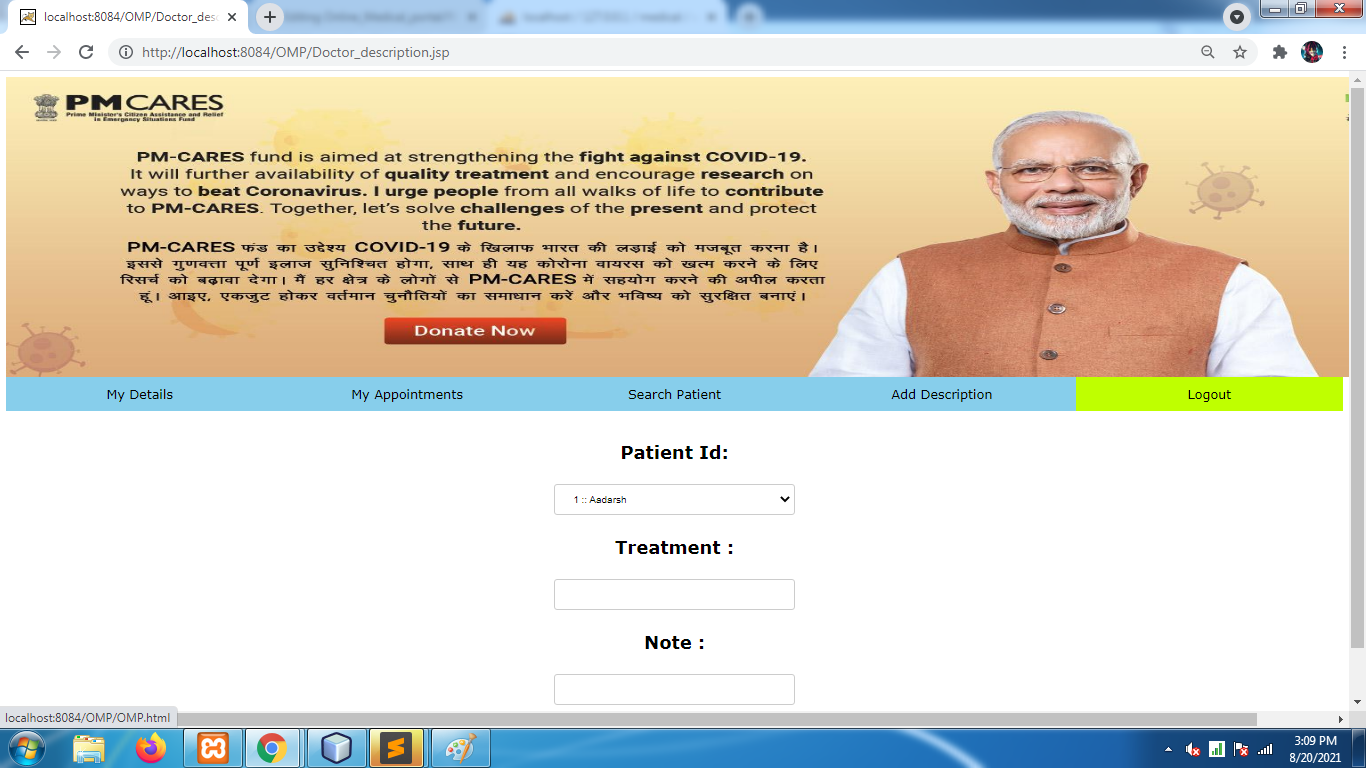 localhost:8084/OMP/Doctor_des
http://localhost:8084/OMP/Doctor_description.jsp
PM CARES
Prime Minister's Citizen Assistance and Relief
in Emergency Situations Fund
PM-CARES fund is aimed at strengthening the fight against COVID-19.
It will further availability of quality treatment and encourage research on
ways to beat Coronavirus. I urge people from all walks of life to contribute
to PM-CARES. Together, let's solve challenges of the present and protect
the future.
PM-CARES फंड का उद्देश्य COVID-19 के खिलाफ भारत की लड़ाई को मजबूत करना है।
इससे गुणवत्ता पूर्ण इलाज सुनिश्चित होगा, साथ ही यह कोरोना वायरस को खत्म करने के लिए
रिसर्च को बढ़ावा देगा। मैं हर क्षेत्र के लोगों से PM-CARES में सहयोग करने की अपील करता
हूं। आइए, एकजुट होकर वर्तमान चुनौतियों का समाधान करें और भविष्य को सुरक्षित बनाएं।
Donate Now
My Details My Appointments Search Patient Add Description Logout
Patient Id:
1 :: Aadarsh
Treatment :
Note :
localhost:8084/OMP/OMP.html
3:09 PM
8/20/2021